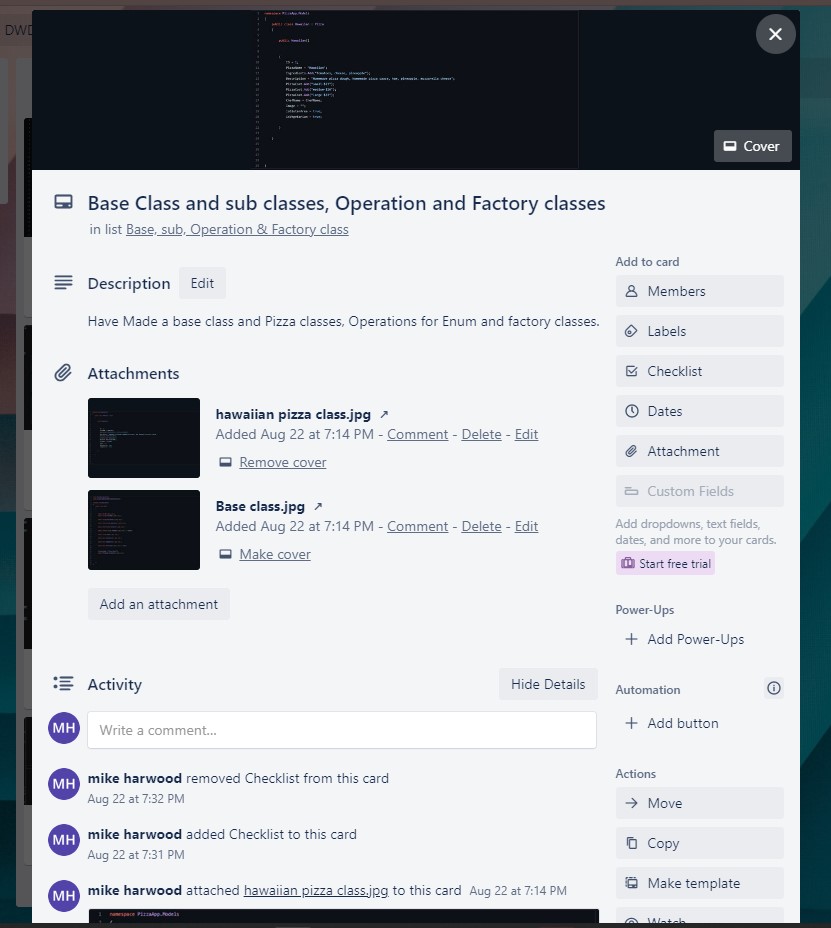 DWD
namespace PizzaApp.Models
Cover
Base Class and sub classes, Operation and Factory classes
in list Base, sub, Operation & Factory class
Add to card
Description
Edit
Members
Have Made a base class and Pizza classes, Operations for Enum and factory classes.
Labels
Attachments
Checklist
hawaiian pizza class.jpg ↗
Dates
Added Aug 22 at 7:14 PM - Comment - Delete - Edit
Attachment
Remove cover
Custom Fields
Base class.jpg ↗
Added Aug 22 at 7:14 PM - Comment - Delete - Edit
Add dropdowns, text fields,
dates, and more to your cards.
Make cover
Start free trial
Add an attachment
Power-Ups
+ Add Power-Ups
Activity
Hide Details
Automation
MH
Write a comment...
+ Add button
MH
mike harwood removed Checklist from this card
Aug 22 at 7:32 PM
Actions
Move
MH
mike harwood added Checklist to this card
Aug 22 at 7:31 PM
Copy
MH
mike harwood attached hawaiian pizza class.jpg to this card Aug 22 at 7:14 PM
Make template
1 namespace PizzaApp.Models
2 {
Watch